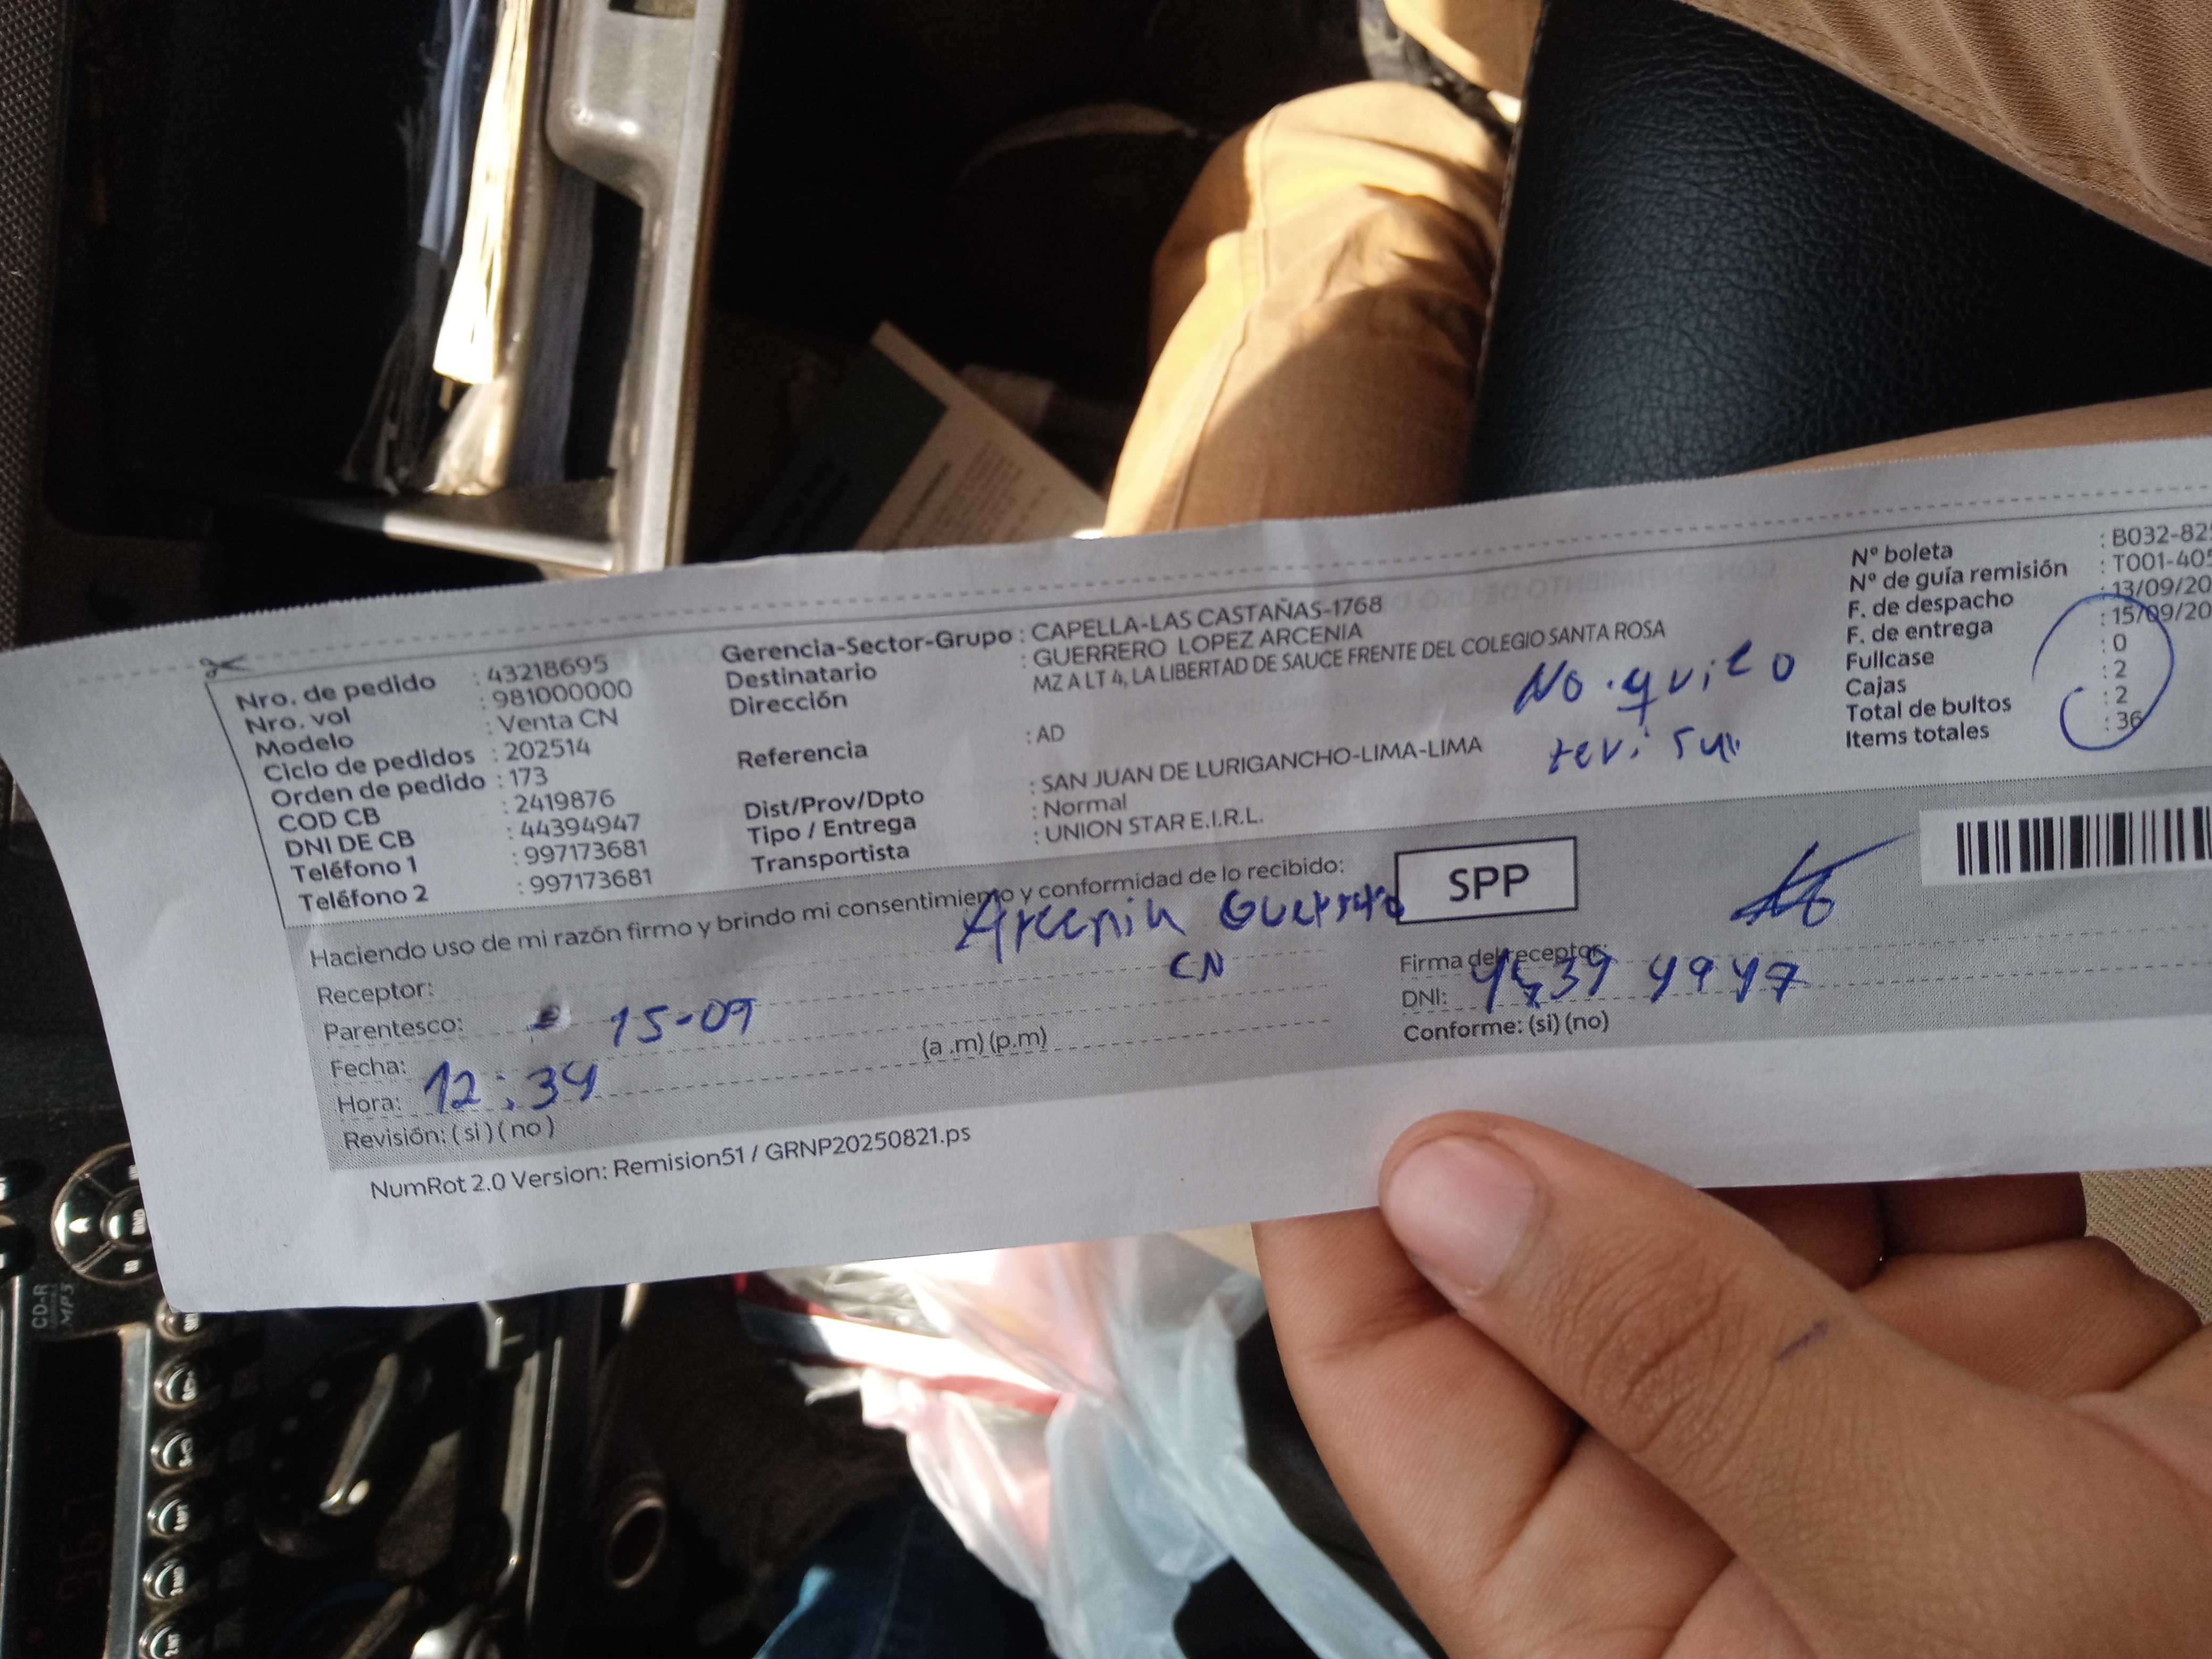 Nro. de pedido : 43218695
Nro. vol : 981000000
Modelo : Venta CN
Ciclo de pedidos : 202514
Orden de pedido : 173
COD CB : 2419876
DNI DE CB : 44394947
Teléfono 1 : 997173681
Teléfono 2 : 997173681
Gerencia-Sector-Grupo : CAPELLA-LAS CASTAÑAS-1768
Destinatario : GUERRERO LOPEZ ARCENIA
Dirección : MZ A LT 4, LA LIBERTAD DE SAUCE FRENTE DEL COLEGIO SANTA ROSA
Referencia : AD
Dist/Prov/Dpto : SAN JUAN DE LURIGANCHO-LIMA-LIMA
Tipo / Entrega : Normal
Transportista : UNION STAR E.I.R.L.
No quiso
Nº boleta : B032-825
Nº de guía remisión : T001-405
F. de despacho : 13/09/20
F. de entrega : 15/09/20
Fullcase : 0
Cajas : 2
Total de bultos : 2
Items totales : 36
Haciendo uso de mi razón firmo y brindo mi consentimiento y conformidad de lo recibido:
SPP
Receptor: Arcenia Guerrero
Parentesco: CN
Fecha: 15-09
Hora: 12:34 (a .m) (p.m)
Revisión: ( si ) ( no )
Firma del receptor:
DNI: 4439 4947
Conforme: (si) (no)
NumRot 2.0 Version: Remision51 / GRNP20250821.ps
CD-R
MP3
BND